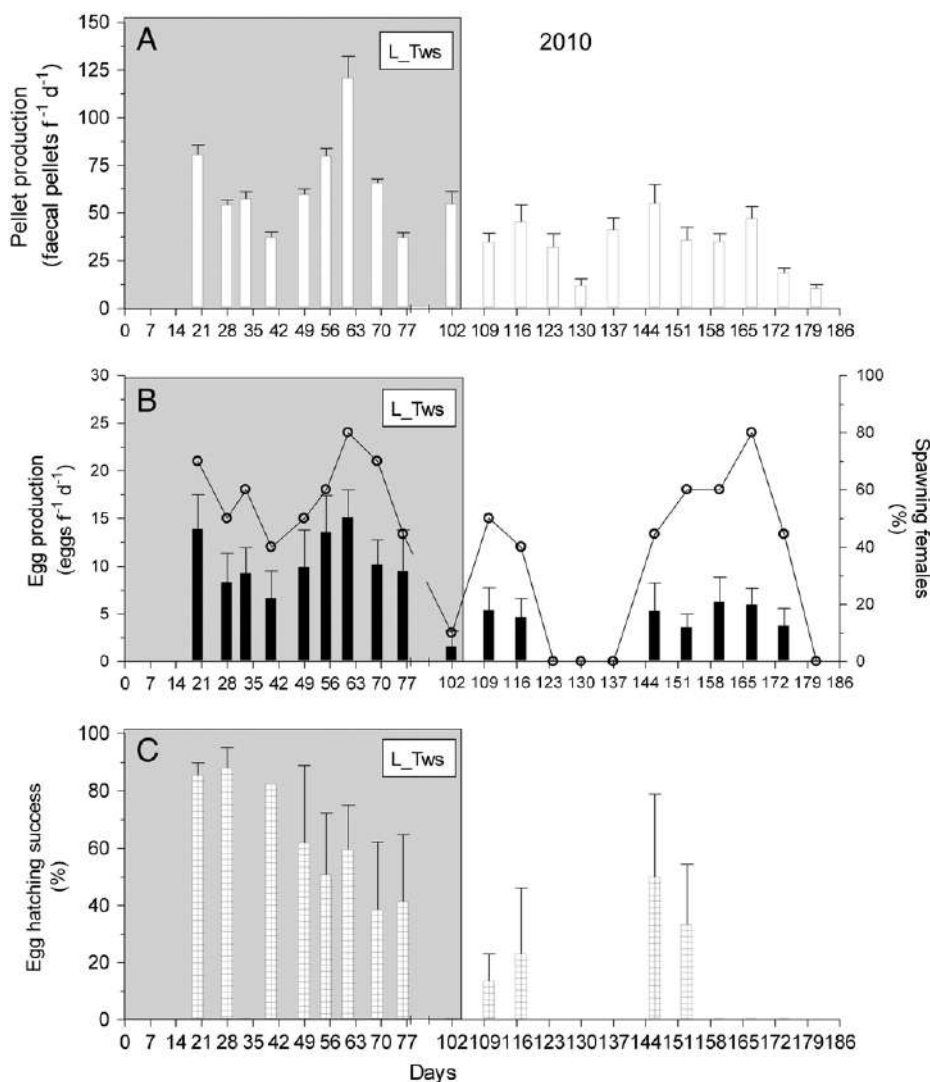 A
L_Tws
2010
Pellet production
(faecal pellets f⁻¹ d⁻¹)
150
125
100
75
50
25
0
0 7 14 21 28 35 42 49 56 63 70 77 102 109 116 123 130 137 144 151 158 165 172 179 186
B
L_Tws
Egg production
(eggs f⁻¹ d⁻¹)
30
25
20
15
10
5
0
100
80
60
40
20
0
Spawning females
(%)
0 7 14 21 28 35 42 49 56 63 70 77 102 109 116 123 130 137 144 151 158 165 172 179 186
C
L_Tws
Egg hatching success
(%)
100
80
60
40
20
0
0 7 14 21 28 35 42 49 56 63 70 77 102 109 116 123 130 137 144 151 158 165 172 179 186
Days